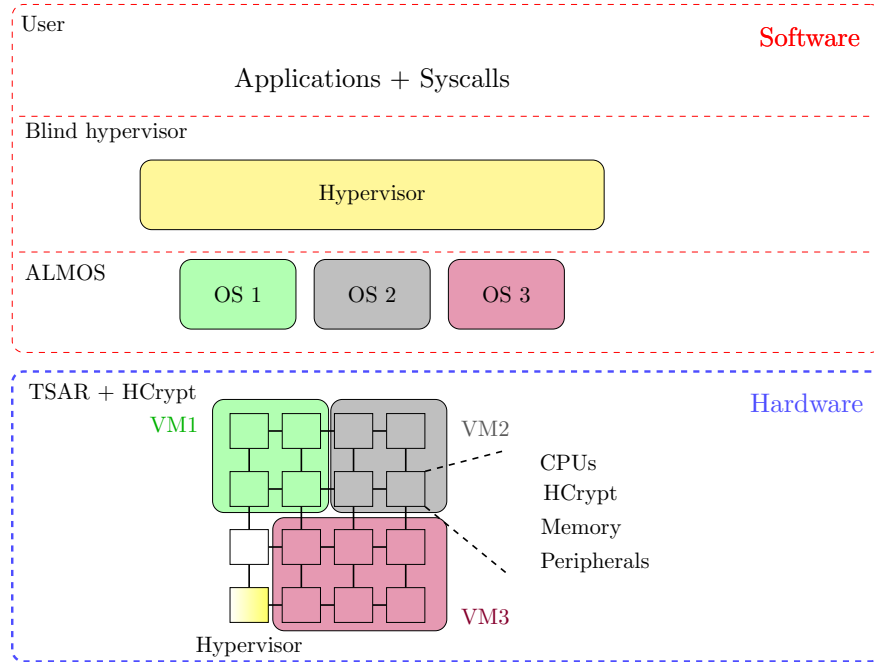 User
Software
Applications + Syscalls
Blind hypervisor
Hypervisor
ALMOS
OS 1
OS 2
OS 3
TSAR + HCrypt
Hardware
VM1
VM2
CPUs
HCrypt
Memory
Peripherals
VM3
Hypervisor